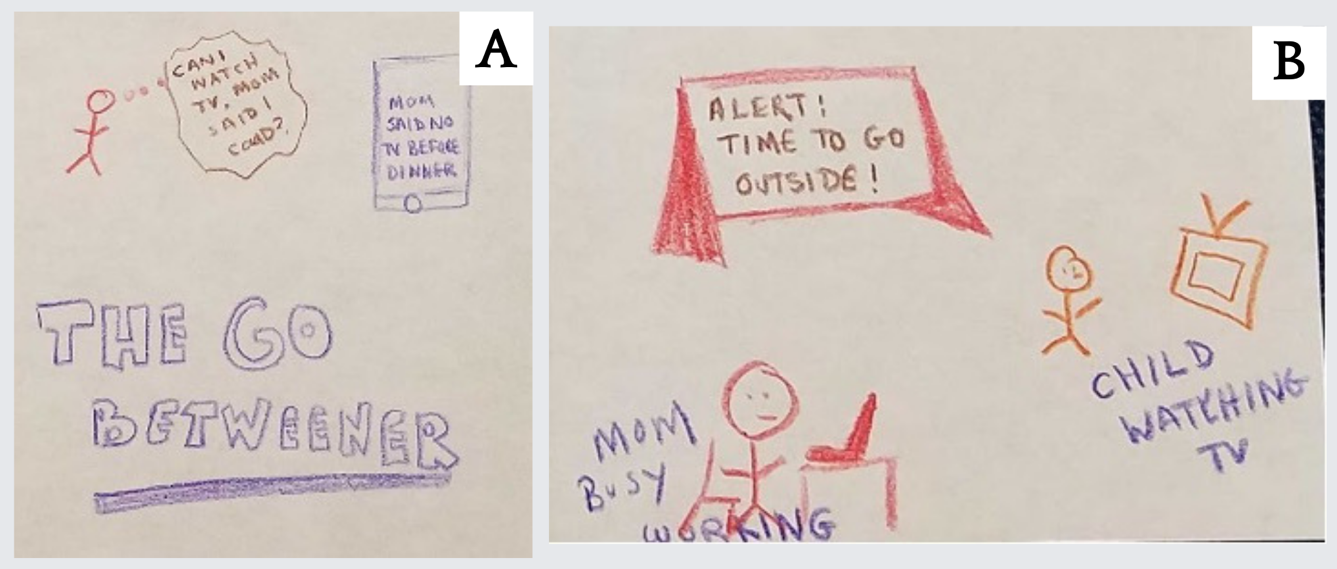 A
CAN I
WATCH
TV, MOM
SAID I
COULD?
MOM
SAID NO
TV BEFORE
DINNER
THE GO
BETWEENER
B
ALERT!
TIME TO GO
OUTSIDE!
MOM
BUSY
WORKING
CHILD
WATCHING
TV